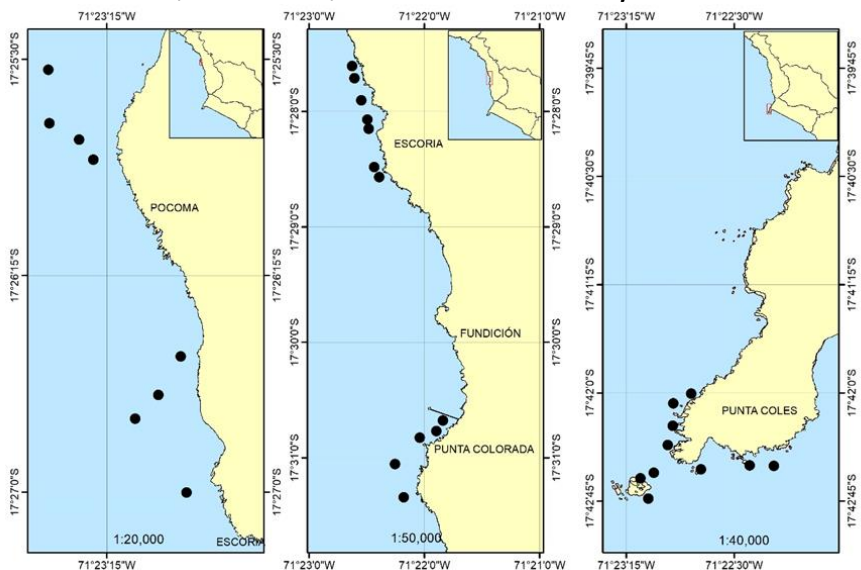 71°23'15"W
71°23'0"W
71°22'0"W
71°21'0"W
71°23'15"W
71°22'30"W
17°25'30"S
17°26'15"S
17°27'0"S
17°25'30"S
17°26'15"S
17°27'0"S
POCOMA
ESCORIA
1:20,000
71°23'15"W
17°28'0"S
17°29'0"S
17°30'0"S
17°31'0"S
17°28'0"S
17°29'0"S
17°30'0"S
17°31'0"S
ESCORIA
FUNDICIÓN
PUNTA COLORADA
1:50,000
71°23'0"W
71°22'0"W
71°21'0"W
17°39'45"S
17°40'30"S
17°41'15"S
17°42'0"S
17°42'45"S
17°39'45"S
17°40'30"S
17°41'15"S
17°42'0"S
17°42'45"S
PUNTA COLES
1:40,000
71°23'15"W
71°22'30"W